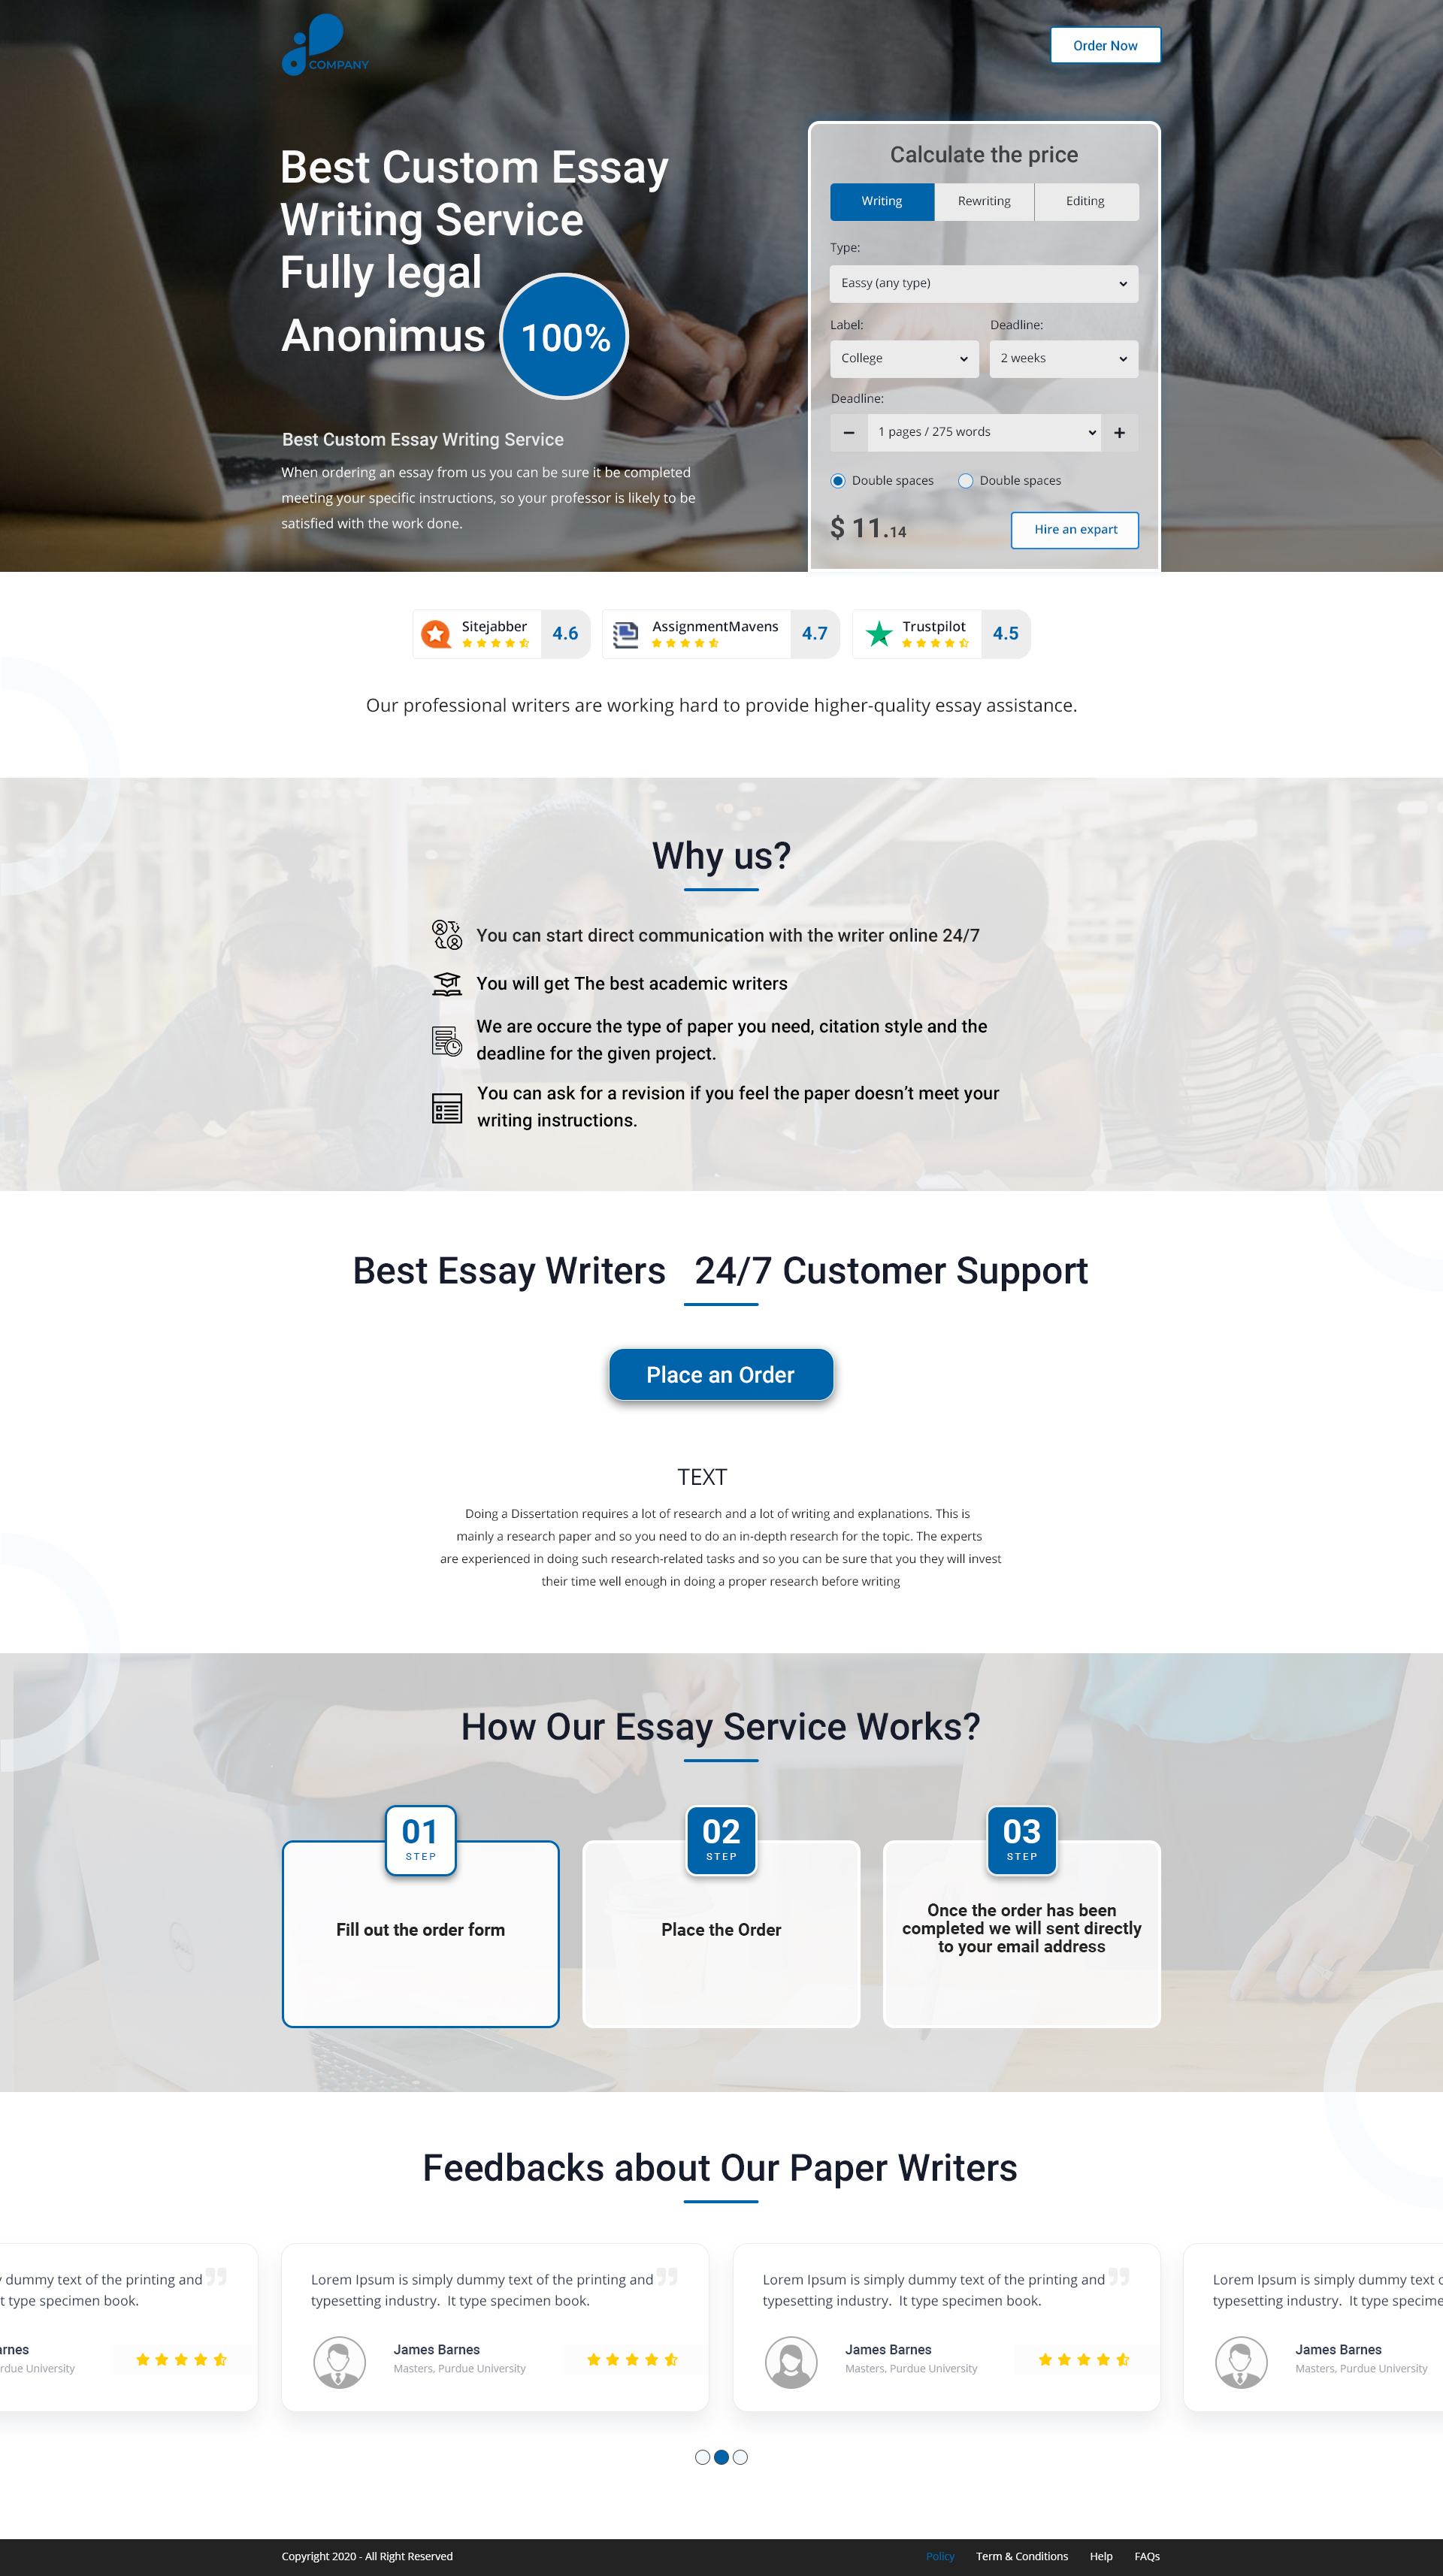 COMPANY
Order Now
Best Custom Essay
Writing Service
Fully legal
Anonimus
100%
Best Custom Essay Writing Service
When ordering an essay from us you can be sure it be completed
meeting your specific instructions, so your professor is likely to be
satisfied with the work done.
Calculate the price
Writing
Rewriting
Editing
Type:
Eassy (any type)
Label:
Deadline:
College
2 weeks
Deadline:
1 pages / 275 words
Double spaces
Double spaces
$ 11.14
Hire an expart
Sitejabber
4.6
AssignmentMavens
4.7
Trustpilot
4.5
Our professional writers are working hard to provide higher-quality essay assistance.
Why us?
You can start direct communication with the writer online 24/7
You will get The best academic writers
We are occure the type of paper you need, citation style and the
deadline for the given project.
You can ask for a revision if you feel the paper doesn’t meet your
writing instructions.
Best Essay Writers 24/7 Customer Support
Place an Order
TEXT
Doing a Dissertation requires a lot of research and a lot of writing and explanations. This is
mainly a research paper and so you need to do an in-depth research for the topic. The experts
are experienced in doing such research-related tasks and so you can be sure that you they will invest
their time well enough in doing a proper research before writing
How Our Essay Service Works?
01
STEP
Fill out the order form
02
STEP
Place the Order
03
STEP
Once the order has been
completed we will sent directly
to your email address
Feedbacks about Our Paper Writers
dummy text of the printing and
t type specimen book.
arnes
rdue University
Lorem Ipsum is simply dummy text of the printing and
typesetting industry. It type specimen book.
James Barnes
Masters, Purdue University
Lorem Ipsum is simply dummy text of the printing and
typesetting industry. It type specimen book.
James Barnes
Masters, Purdue University
Lorem Ipsum is simply dummy text
typesetting industry. It type specime
James Barnes
Masters, Purdue University
Copyright 2020 - All Right Reserved
Policy
Term & Conditions
Help
FAQs